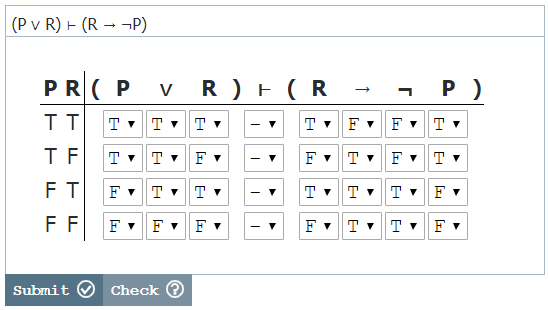 (P ∨ R) ⊢ (R → ¬P)
P R ( P ∨ R ) ⊢ ( R → ¬ P )
T T T T T – T F F T
T F T T F – F T F T
F T F T T – T T T F
F F F F F – F T T F
Submit Check ?